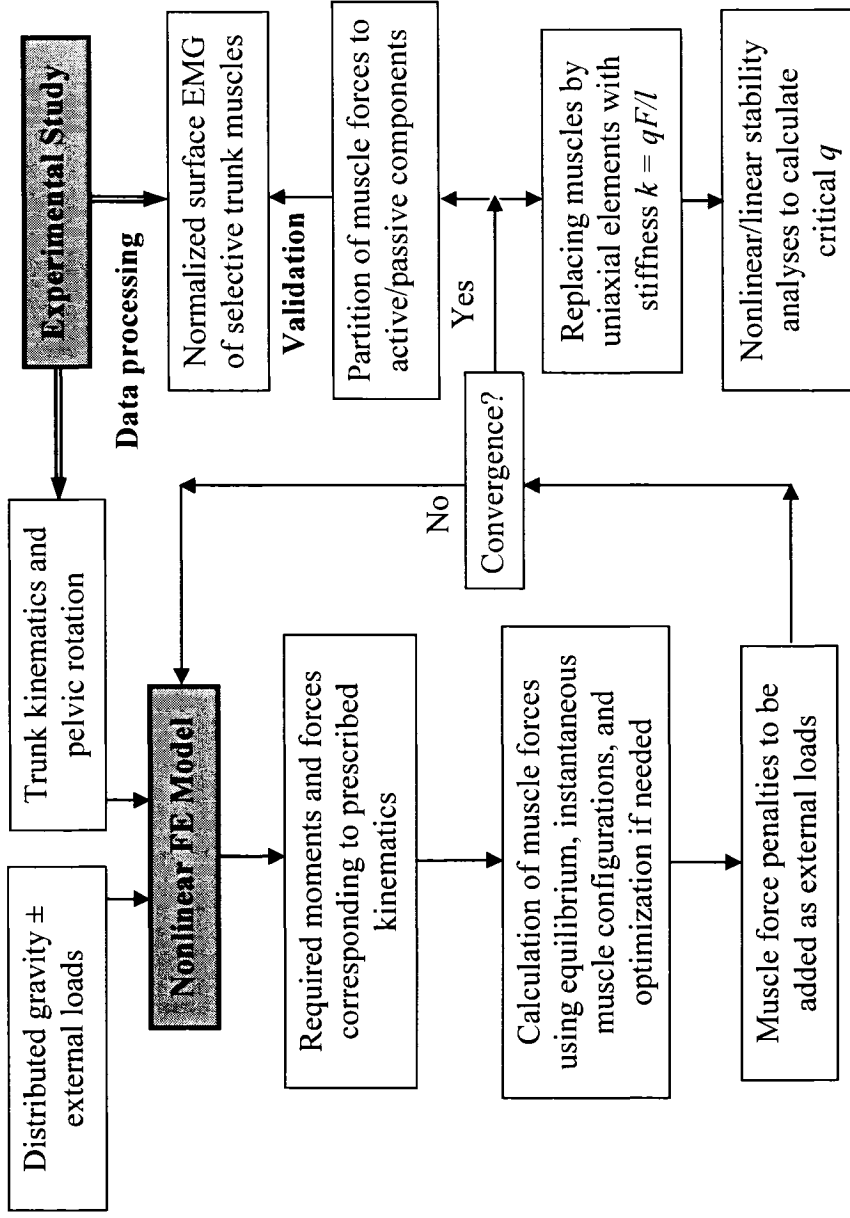 Distributed gravity ±
external loads
Trunk kinematics and
pelvic rotation
Experimental Study
Data processing
Nonlinear FE Model
Normalized surface EMG
of selective trunk muscles
Validation
Required moments and forces
corresponding to prescribed
kinematics
No
Partition of muscle forces to
active/passive components
Convergence?
Yes
Calculation of muscle forces
using equilibrium, instantaneous
muscle configurations, and
optimization if needed
Replacing muscles by
uniaxial elements with
stiffness k = qF/l
Muscle force penalties to be
added as external loads
Nonlinear/linear stability
analyses to calculate
critical q